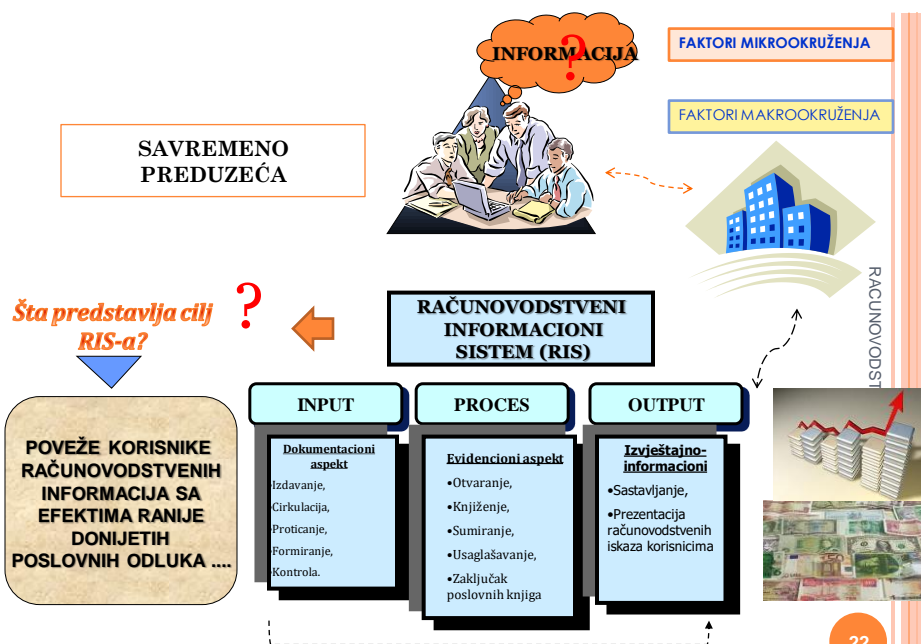 INFORMACIJA
?
FAKTORI MIKROOKRUŽENJA
FAKTORI MAKROOKRUŽENJA
SAVREMENO
PREDUZEĆA
RACUNOVODST
Šta predstavlja cilj
RIS-a?
?
RAČUNOVODSTVENI
INFORMACIONI
SISTEM (RIS)
INPUT
PROCES
OUTPUT
POVEŽE KORISNIKE
RAČUNOVODSTVENIH
INFORMACIJA SA
EFEKTIMA RANIJE
DONIJETIH
POSLOVNIH ODLUKA ....
Dokumentacioni
aspekt
•Izdavanje,
•Cirkulacija,
•Proticanje,
•Formiranje,
•Kontrola.
Evidencioni aspekt
•Otvaranje,
•Knjiženje,
•Sumiranje,
•Usaglašavanje,
•Zaključak
poslovnih knjiga
Izvještajno-
informacioni
•Sastavljanje,
•Prezentacija
računovodstvenih
iskaza korisnicima
22